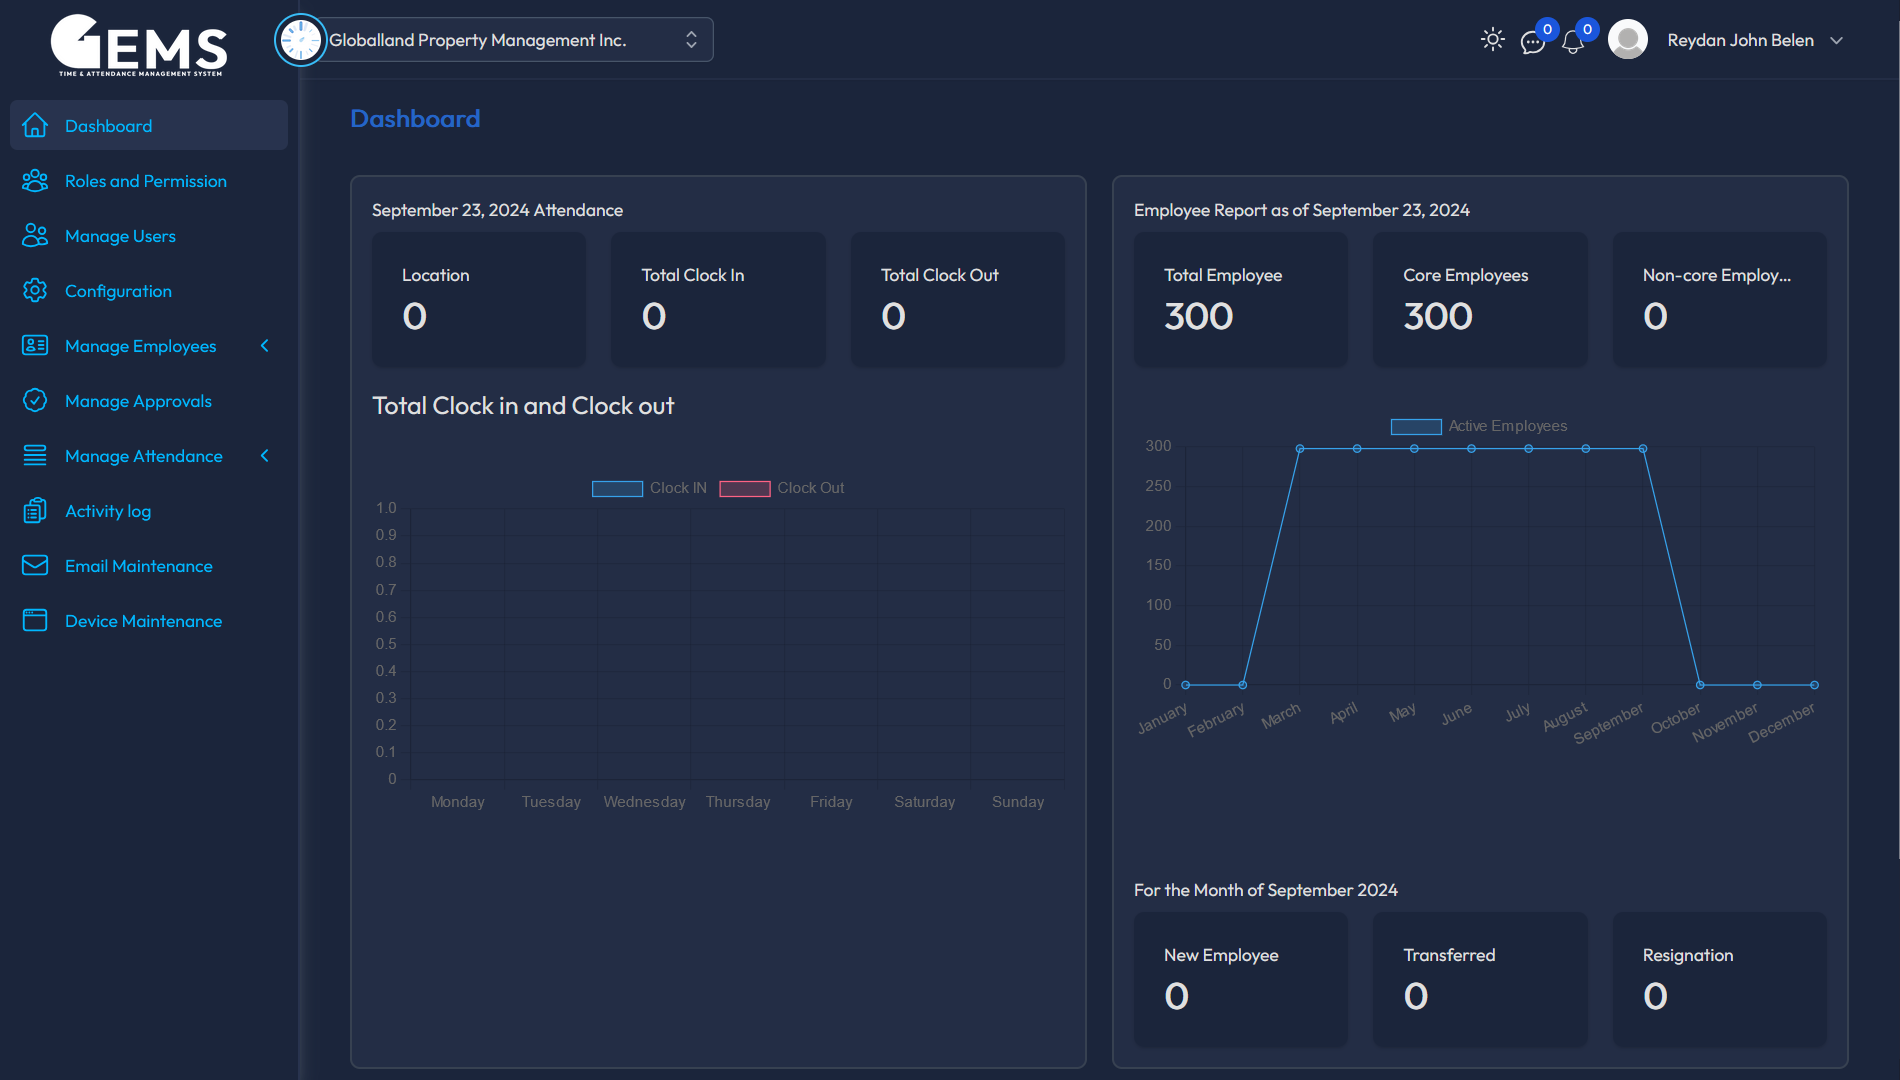 GEMS
TIME & ATTENDANCE MANAGEMENT SYSTEM
Globalland Property Management Inc.
0
0
Reydan John Belen
Dashboard
Roles and Permission
Manage Users
Configuration
Manage Employees
Manage Approvals
Manage Attendance
Activity log
Email Maintenance
Device Maintenance
Dashboard
September 23, 2024 Attendance
Location
0
Total Clock In
0
Total Clock Out
0
Total Clock in and Clock out
Clock IN
Clock Out
1.0
0.9
0.8
0.7
0.6
0.5
0.4
0.3
0.2
0.1
0
Monday
Tuesday
Wednesday
Thursday
Friday
Saturday
Sunday
Employee Report as of September 23, 2024
Total Employee
300
Core Employees
300
Non-core Employ...
0
Active Employees
300
250
200
150
100
50
0
January
February
March
April
May
June
July
August
September
October
November
December
For the Month of September 2024
New Employee
0
Transferred
0
Resignation
0